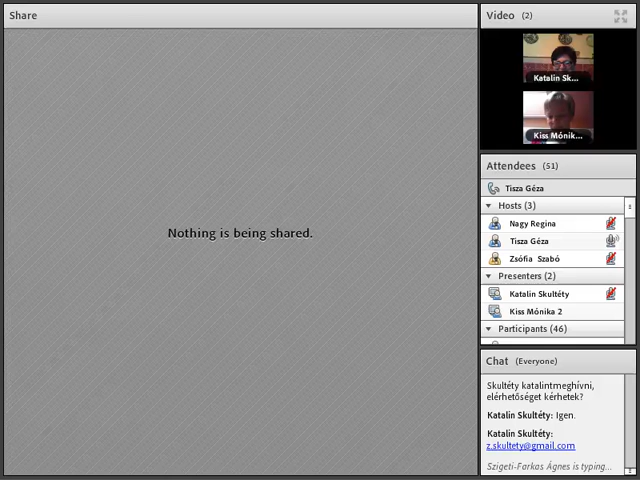 Share
Nothing is being shared.
Video (2)
Katalin Sk...
Kiss Mónik...
Attendees (51)
Tisza Géza
Hosts (3)
Nagy Regina
Tisza Géza
Zsófia Szabó
Presenters (2)
Katalin Skultéty
Kiss Mónika 2
Participants (46)
Chat (Everyone)
Skultéty katalintmeghívni,
elérhetőséget kérhetek?
Katalin Skultéty: Igen.
Katalin Skultéty:
z.skultety@gmail.com
Szigeti-Farkas Ágnes is typing...